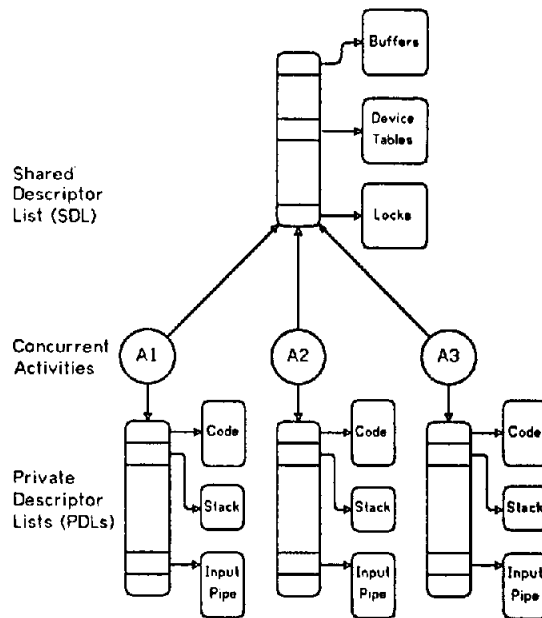 Buffers
Device
Tables
Shared
Descriptor
List (SDL)
Locks
Concurrent
Activities
A1
A2
A3
Code
Code
Code
Private
Descriptor
Lists (PDLs)
Stack
Stack
Stack
Input
Pipe
Input
Pipe
Input
Pipe